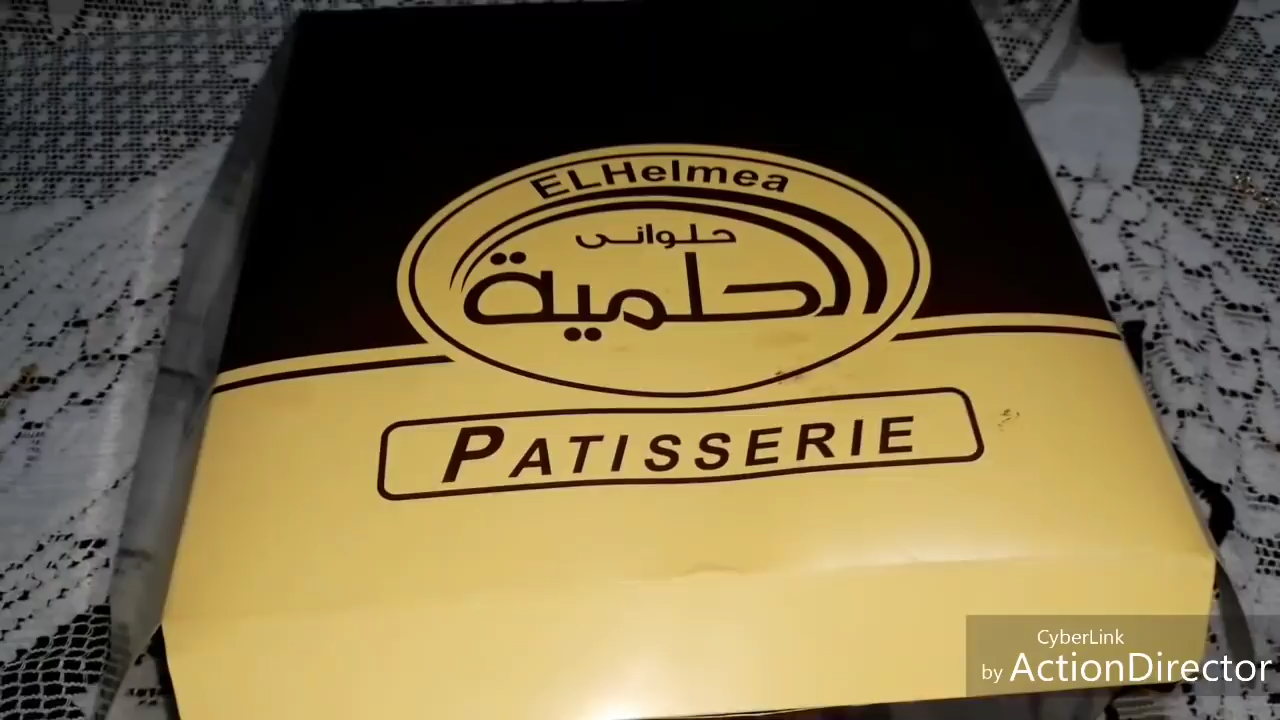 ELHelmea
حلوانى
الحلمية
PATISSERIE
CyberLink
by ActionDirector